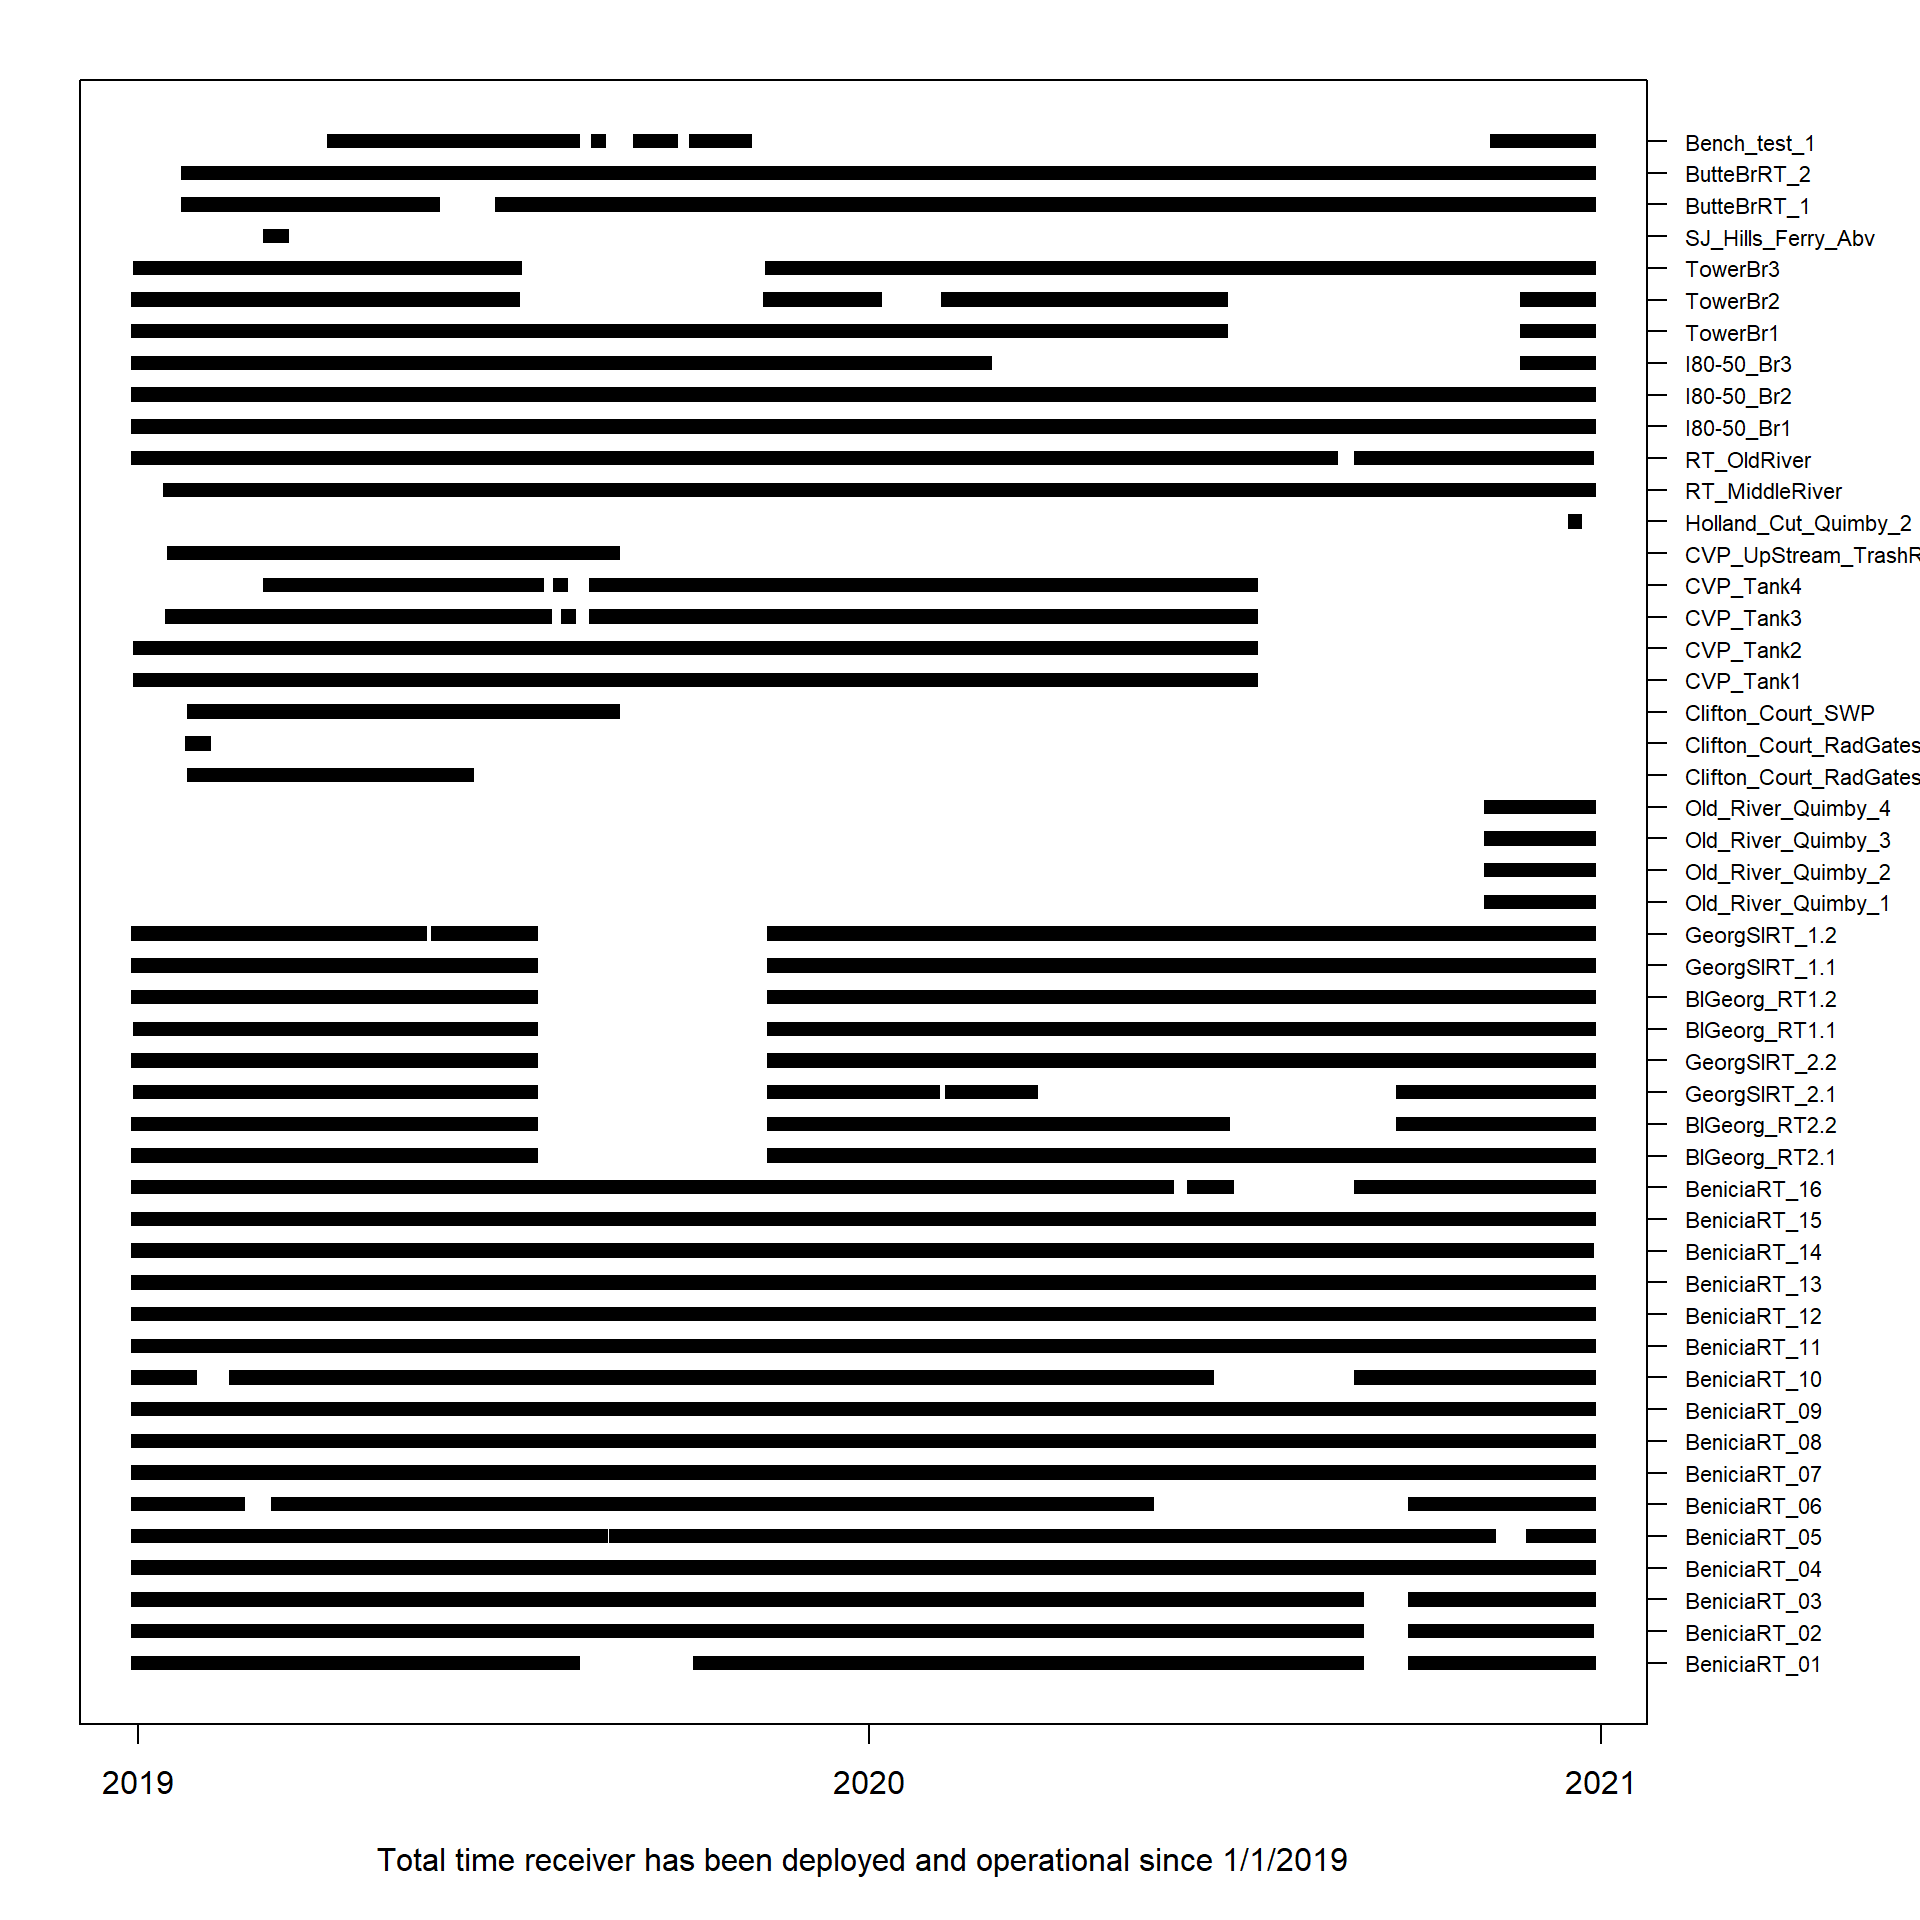 Bench_test_1
ButteBrRT_2
ButteBrRT_1
SJ_Hills_Ferry_Abv
TowerBr3
TowerBr2
TowerBr1
I80-50_Br3
I80-50_Br2
I80-50_Br1
RT_OldRiver
RT_MiddleRiver
Holland_Cut_Quimby_2
CVP_UpStream_TrashR
CVP_Tank4
CVP_Tank3
CVP_Tank2
CVP_Tank1
Clifton_Court_SWP
Clifton_Court_RadGates
Clifton_Court_RadGates
Old_River_Quimby_4
Old_River_Quimby_3
Old_River_Quimby_2
Old_River_Quimby_1
GeorgSlRT_1.2
GeorgSlRT_1.1
BlGeorg_RT1.2
BlGeorg_RT1.1
GeorgSlRT_2.2
GeorgSlRT_2.1
BlGeorg_RT2.2
BlGeorg_RT2.1
BeniciaRT_16
BeniciaRT_15
BeniciaRT_14
BeniciaRT_13
BeniciaRT_12
BeniciaRT_11
BeniciaRT_10
BeniciaRT_09
BeniciaRT_08
BeniciaRT_07
BeniciaRT_06
BeniciaRT_05
BeniciaRT_04
BeniciaRT_03
BeniciaRT_02
BeniciaRT_01
2019 2020 2021
Total time receiver has been deployed and operational since 1/1/2019